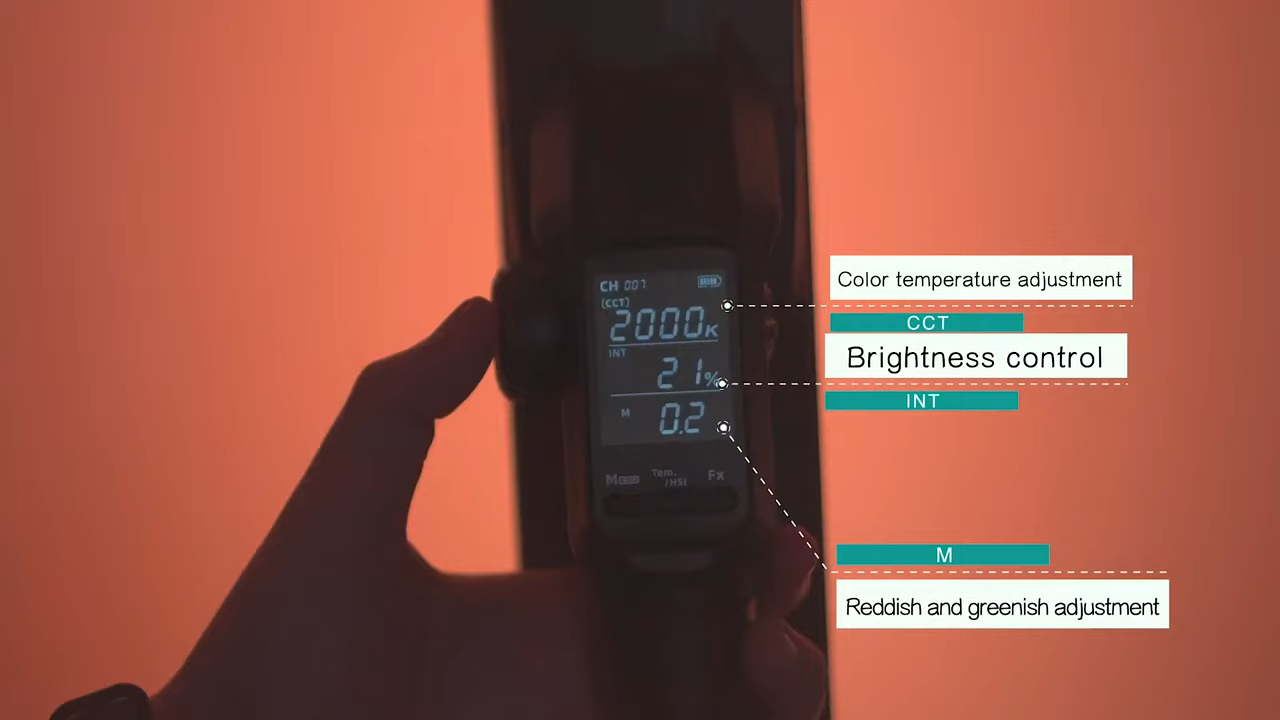 CH 007
(CCT)
2000K
INT
21%
M 0.2
Tem. Fx
/HSI
Color temperature adjustment
CCT
Brightness control
INT
M
Reddish and greenish adjustment